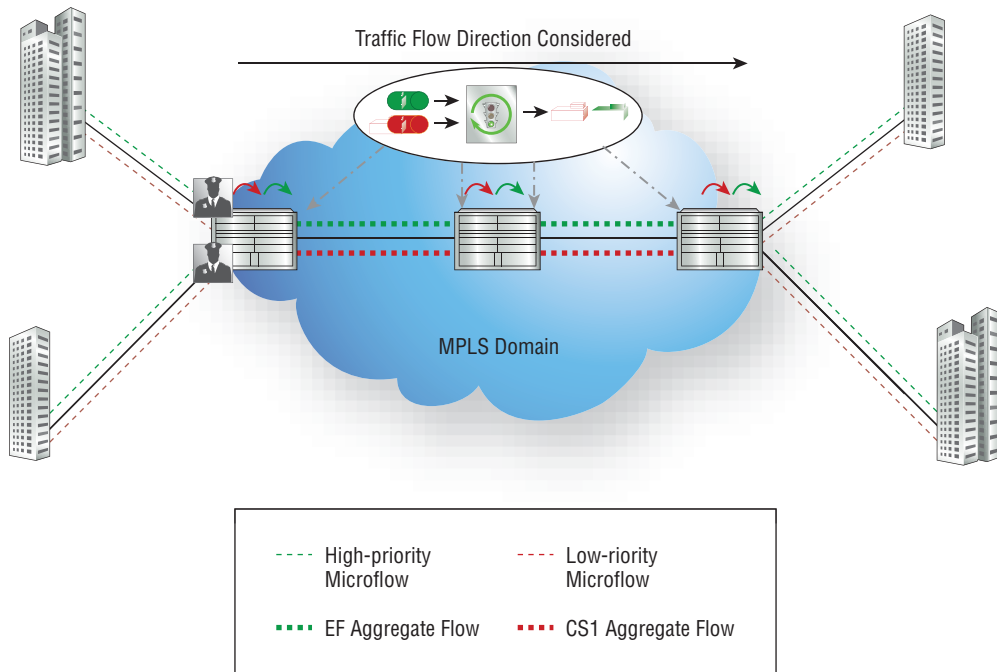 Traffic Flow Direction Considered
MPLS Domain
High-priority
Microflow
Low-riority
Microflow
EF Aggregate Flow
CS1 Aggregate Flow